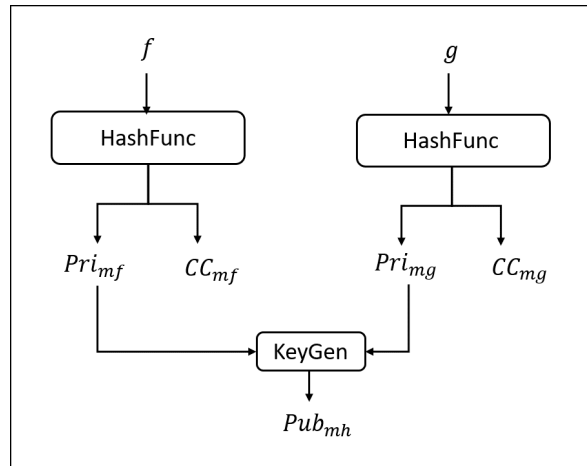 f g
HashFunc HashFunc
Pri_mf CC_mf Pri_mg CC_mg
KeyGen
Pub_mh